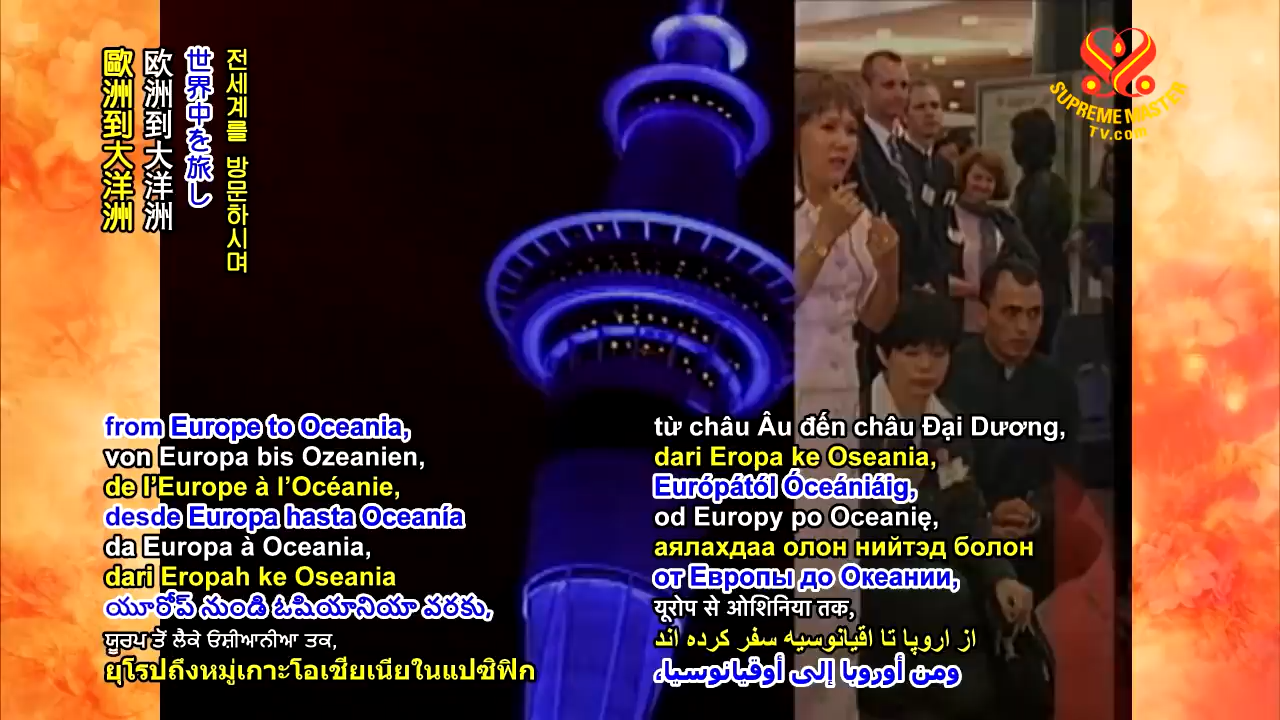 歐洲到大洋洲
欧洲到大洋洲
世界中を旅し
전세계를 방문하시며
SUPREME MASTER
TV.com
from Europe to Oceania,
von Europa bis Ozeanien,
de l'Europe à l'Océanie,
desde Europa hasta Oceanía
da Europa à Oceania,
dari Eropah ke Oseania
యూరోప్ నుండి ఓషియానియా వరకు,
ਯੂਰਪ ਤੋਂ ਲੈਕੇ ਓਸ਼ੀਆਨੀਆ ਤਕ,
ยุโรปถึงหมู่เกาะโอเชียเนียในแปซิฟิก
từ châu Âu đến châu Đại Dương,
dari Eropa ke Oseania,
Európától Óceániáig,
od Europy po Oceanię,
аялахдаа олон нийтэд болон
от Европы до Океании,
यूरोप से ओशिनिया तक,
از اروپا تا اقیانوسیه سفر کرده اند
ومن أوروبا إلى أوقيانوسيا،